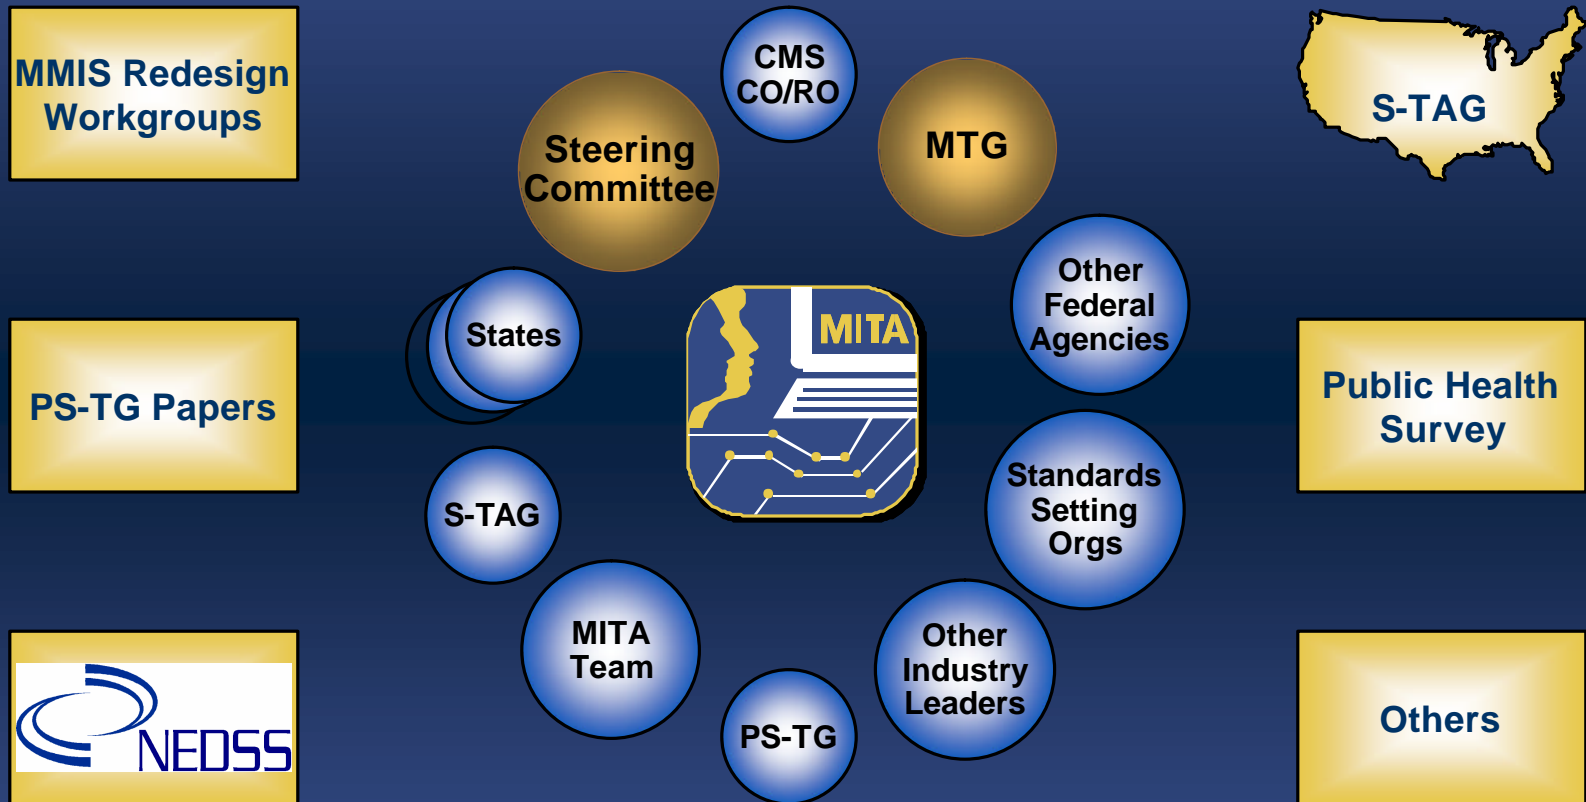 MMIS Redesign
Workgroups
CMS
CO/RO
S-TAG
Steering
Committee
MTG
Other
Federal
Agencies
States
MITA
PS-TG Papers
Public Health
Survey
S-TAG
Standards
Setting
Orgs
MITA
Team
Other
Industry
Leaders
PS-TG
NEDSS
Others